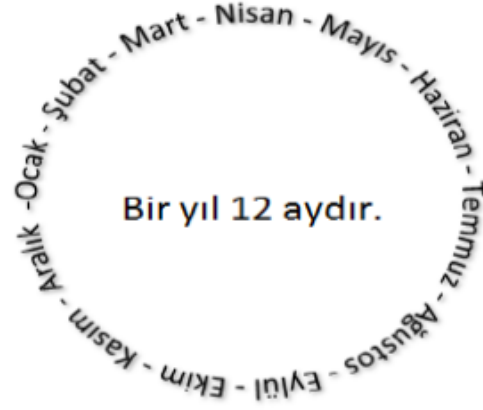 Ocak - Şubat - Mart - Nisan - Mayıs - Haziran - Temmuz - Ağustos - Eylül - Ekim - Kasım - Aralık -
Bir yıl 12 aydır.